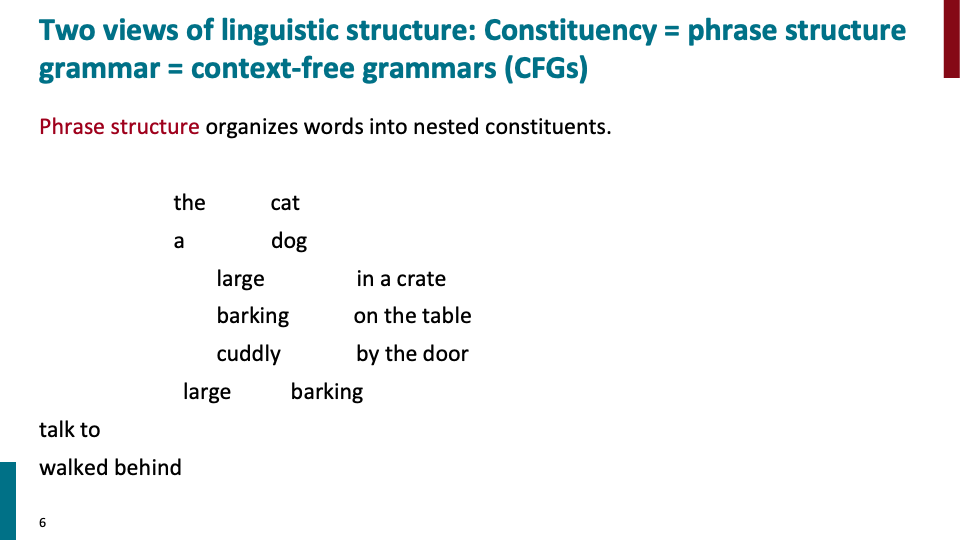 Two views of linguistic structure: Constituency = phrase structure
grammar = context-free grammars (CFGs)
Phrase structure organizes words into nested constituents.
the cat
a dog
large in a crate
barking on the table
cuddly by the door
large barking
talk to
walked behind
6